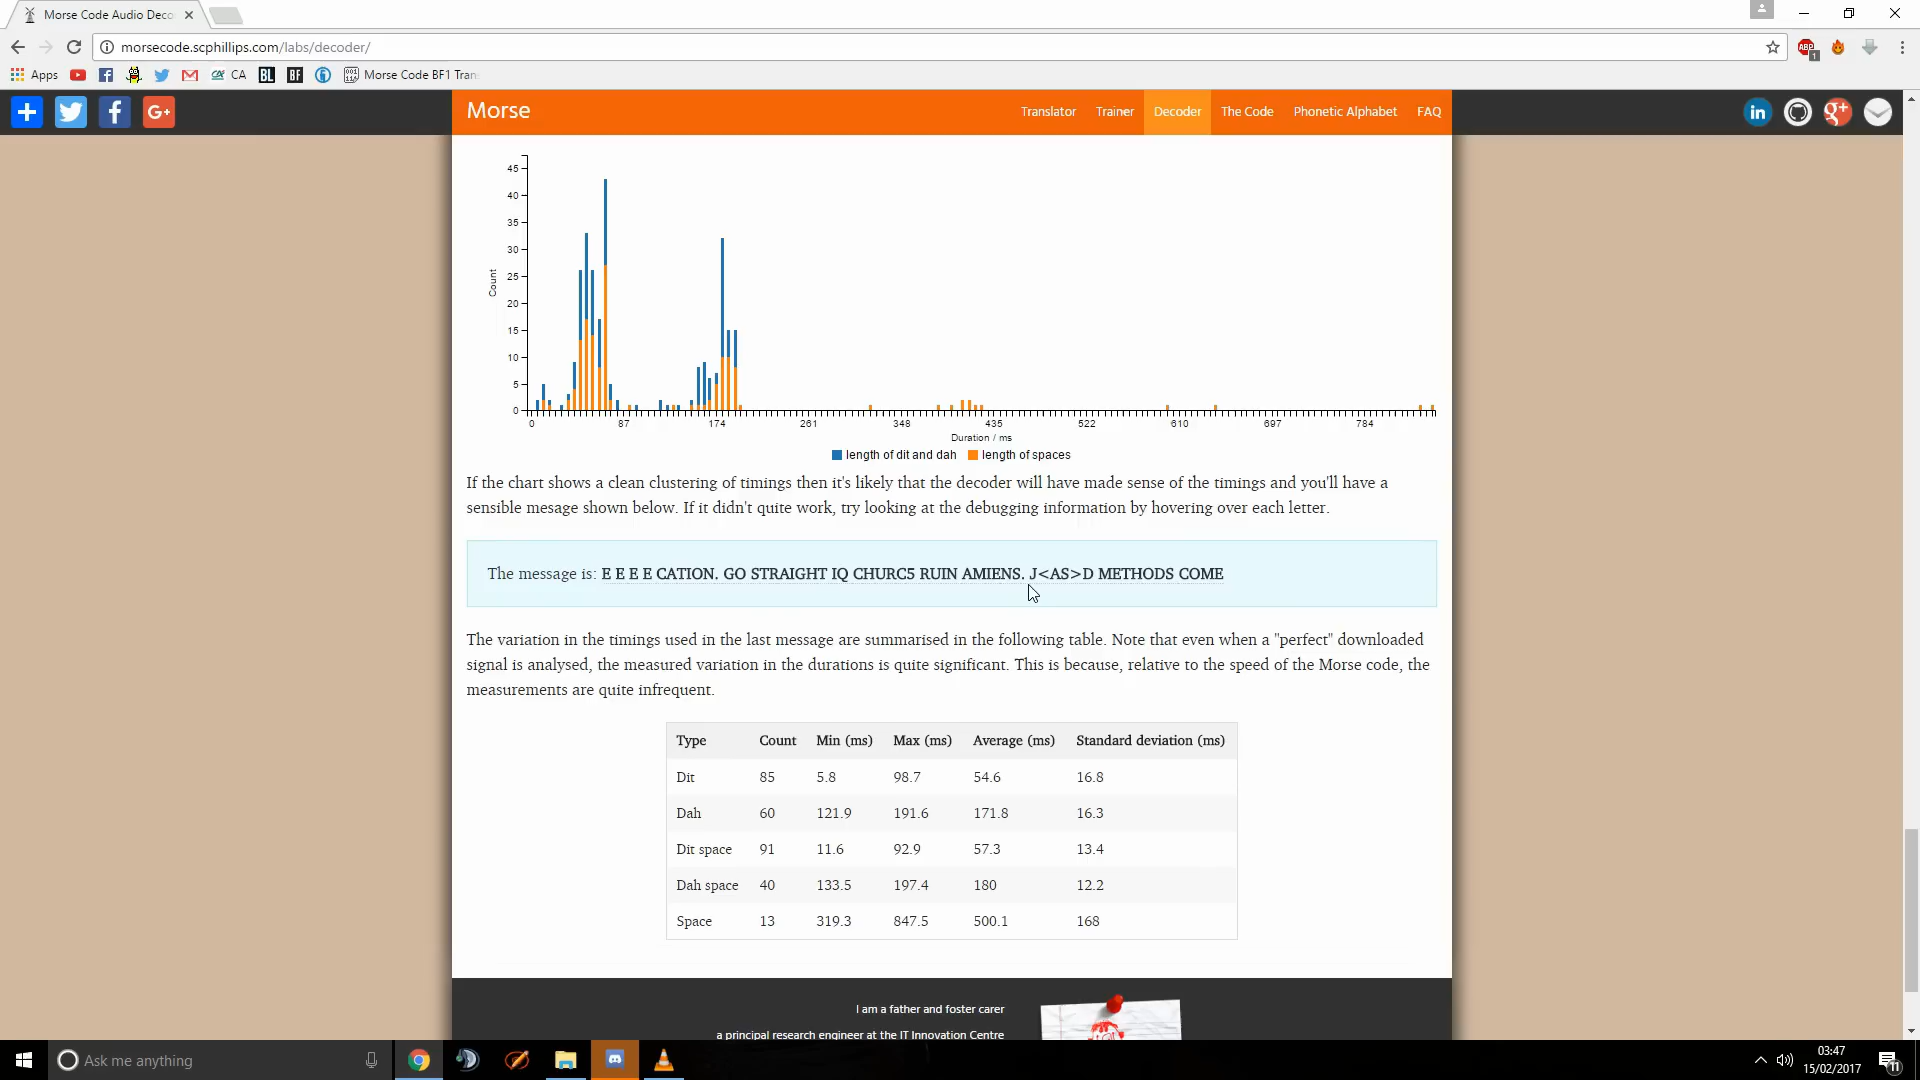 Morse Code Audio Deco
morsecode.scphillips.com/labs/decoder/
ABP
1
Apps
CA
BL
BF
Morse Code BF1 Tran
Morse
Translator Trainer Decoder The Code Phonetic Alphabet FAQ
45
40
35
30
25
20
15
10
5
0
Count
0 87 174 261 348 435 522 610 697 784
Duration / ms
length of dit and dah length of spaces
If the chart shows a clean clustering of timings then it's likely that the decoder will have made sense of the timings and you'll have a
sensible mesage shown below. If it didn't quite work, try looking at the debugging information by hovering over each letter.
The message is: E E E E CATION. GO STRAIGHT IQ CHURC5 RUIN AMIENS. J<AS>D METHODS COME
The variation in the timings used in the last message are summarised in the following table. Note that even when a "perfect" downloaded
signal is analysed, the measured variation in the durations is quite significant. This is because, relative to the speed of the Morse code, the
measurements are quite infrequent.
Type Count Min (ms) Max (ms) Average (ms) Standard deviation (ms)
Dit 85 5.8 98.7 54.6 16.8
Dah 60 121.9 191.6 171.8 16.3
Dit space 91 11.6 92.9 57.3 13.4
Dah space 40 133.5 197.4 180 12.2
Space 13 319.3 847.5 500.1 168
I am a father and foster carer
a principal research engineer at the IT Innovation Centre
Ask me anything
03:47
15/02/2017
11